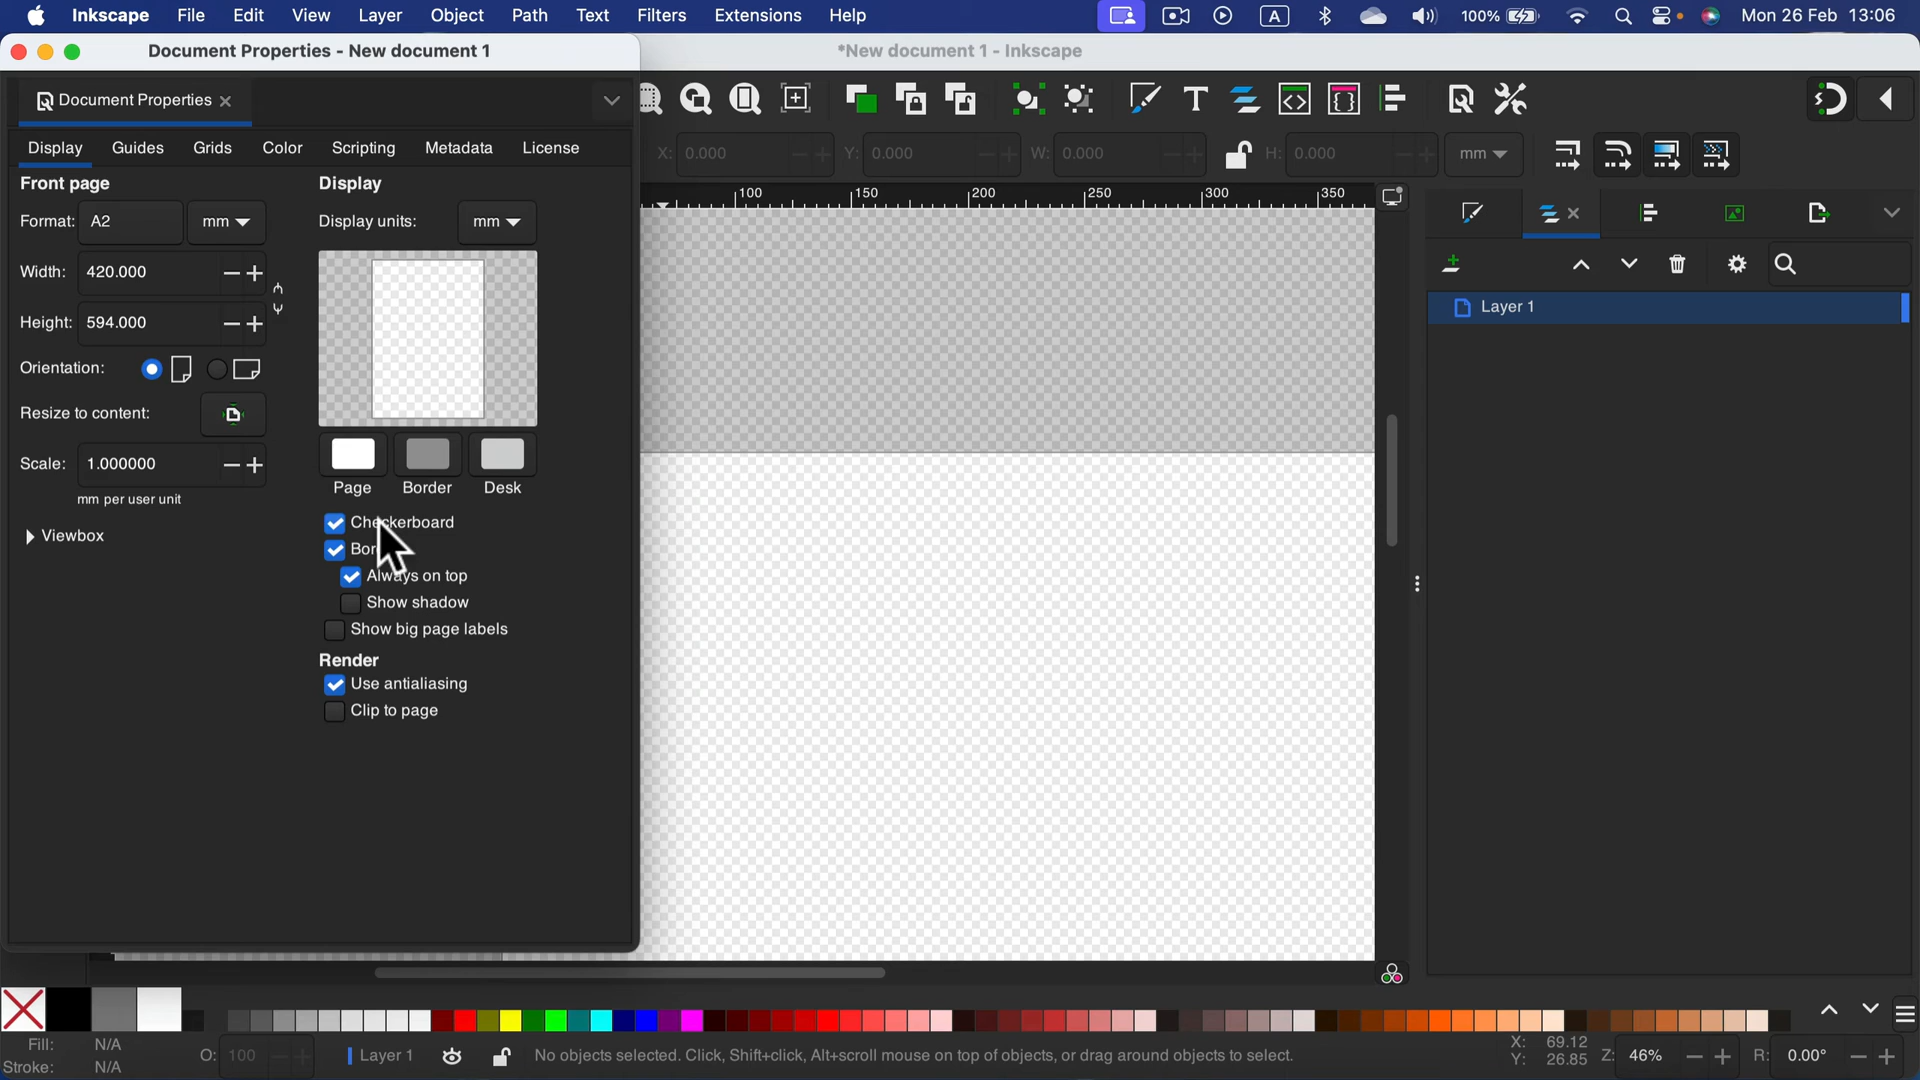 Inkscape File Edit View Layer Object Path Text Filters Extensions Help A 100% Mon 26 Feb 13:06
Document Properties - New document 1
*New document 1 - Inkscape
Document Properties
X: 0.000 Y: 0.000 W: 0.000 H: 0.000 mm
Display Guides Grids Color Scripting Metadata License
100 150 200 250 300 350
Front page
Format: A2 mm
Width: 420.000
Height: 594.000
Orientation:
Resize to content:
Scale: 1.000000
mm per user unit
Viewbox
Display
Display units: mm
Page Border Desk
Checkerboard
Always on top
Show shadow
Show big page labels
Render
Use antialiasing
Clip to page
Layer 1
Fill: N/A
Stroke: N/A
O: 100
Layer 1
No objects selected. Click, Shift+click, Alt+scroll mouse on top of objects, or drag around objects to select.
X: 69.12
Y: 26.85
Z: 46%
R: 0.00°